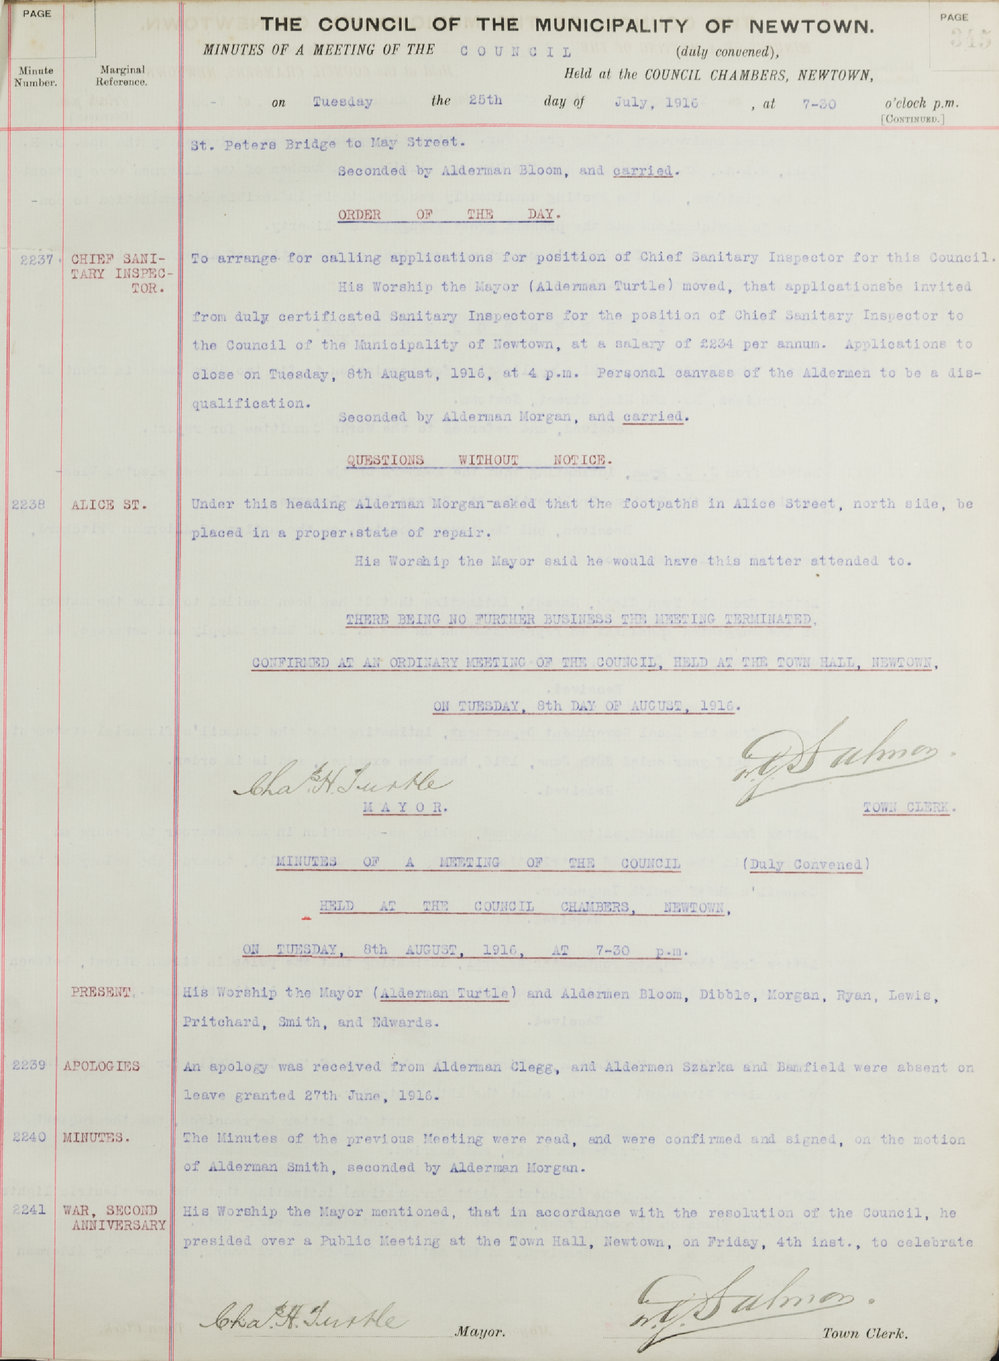 PAGE
THE COUNCIL OF THE MUNICIPALITY OF NEWTOWN.
PAGE
MINUTES OF A MEETING OF THE COUNCIL (duly convened),
Minute Number.
Marginal Reference.
Held at the COUNCIL CHAMBERS, NEWTOWN,
on Tuesday the 25th day of July, 1916, at 7-30 o'clock p.m.
[CONTINUED.]
St. Peters Bridge to May Street.
Seconded by Alderman Bloom, and carried.
ORDER OF THE DAY.
2237 CHIEF SANI- To arrange for calling applications for position of Chief Sanitary Inspector for this Council.
TARY INSPEC-
TOR. His Worship the Mayor (Alderman Turtle) moved, that applicationsbe invited
from duly certificated Sanitary Inspectors for the position of Chief Sanitary Inspector to
the Council of the Municipality of Newtown, at a salary of £234 per annum. Applications to
close on Tuesday, 8th August, 1916, at 4 p.m. Personal canvass of the Aldermen to be a dis-
qualification.
Seconded by Alderman Morgan, and carried.
QUESTIONS WITHOUT NOTICE.
2238 ALICE ST. Under this heading Alderman Morgan asked that the footpaths in Alice Street, north side, be
placed in a proper state of repair.
His Worship the Mayor said he would have this matter attended to.
THERE BEING NO FURTHER BUSINESS THE MEETING TERMINATED.
CONFIRMED AT AN ORDINARY MEETING OF THE COUNCIL, HELD AT THE TOWN HALL, NEWTOWN,
ON TUESDAY, 8th DAY OF AUGUST, 1916.
Chas. H. Turtle
Salmon.
MAYOR. TOWN CLERK.
MINUTES OF A MEETING OF THE COUNCIL (Duly Convened)
HELD AT THE COUNCIL CHAMBERS, NEWTOWN,
ON TUESDAY, 8th AUGUST, 1916, AT 7-30 p.m.
PRESENT. His Worship the Mayor (Alderman Turtle) and Aldermen Bloom, Dibble, Morgan, Ryan, Lewis,
Pritchard, Smith, and Edwards.
2239 APOLOGIES An apology was received from Alderman Clegg, and Aldermen Szarka and Bamfield were absent on
leave granted 27th June, 1916.
2240 MINUTES. The Minutes of the previous Meeting were read, and were confirmed and signed, on the motion
of Alderman Smith, seconded by Alderman Morgan.
2241 WAR, SECOND His Worship the Mayor mentioned, that in accordance with the resolution of the Council, he
ANNIVERSARY
presided over a Public Meeting at the Town Hall, Newtown, on Friday, 4th inst., to celebrate
Chas. H. Turtle Mayor.
Salmon. Town Clerk.